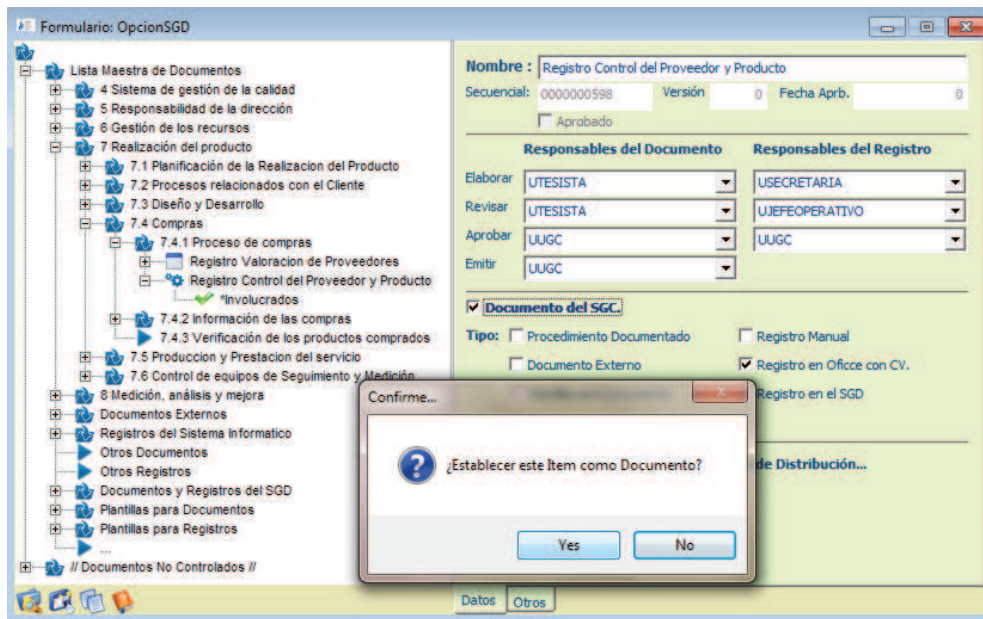 Formulario: OpcionSGD
Lista Maestra de Documentos
4 Sistema de gestión de la calidad
5 Responsabilidad de la dirección
6 Gestión de los recursos
7 Realización del producto
7.1 Planificación de la Realizacion del Producto
7.2 Procesos relacionados con el Cliente
7.3 Diseño y Desarrollo
7.4 Compras
7.4.1 Proceso de compras
Registro Valoracion de Proveedores
Registro Control del Proveedor y Producto
*Involucrados
7.4.2 Información de las compras
7.4.3 Verificación de los productos comprados
7.5 Produccion y Prestacion del servicio
7.6 Control de equipos de Seguimiento y Medición
8 Medición, análisis y mejora
Documentos Externos
Registros del Sistema Informatico
Otros Documentos
Otros Registros
Documentos y Registros del SGD
Plantillas para Documentos
Plantillas para Registros
...
// Documentos No Controlados //
Nombre : Registro Control del Proveedor y Producto
Secuencial: 0000000598 Versión 0 Fecha Aprb. 0
Aprobado
Responsables del Documento Responsables del Registro
Elaborar UTESISTA USECRETARIA
Revisar UTESISTA UJEFEOPERATIVO
Aprobar UUGC UUGC
Emitir UUGC
Documento del SGC.
Tipo: Procedimiento Documentado Registro Manual
Documento Externo Registro en Oficce con CV.
Registro en el SGD
de Distribución...
Confirme...
¿Establecer este Item como Documento?
Yes No
Datos Otros